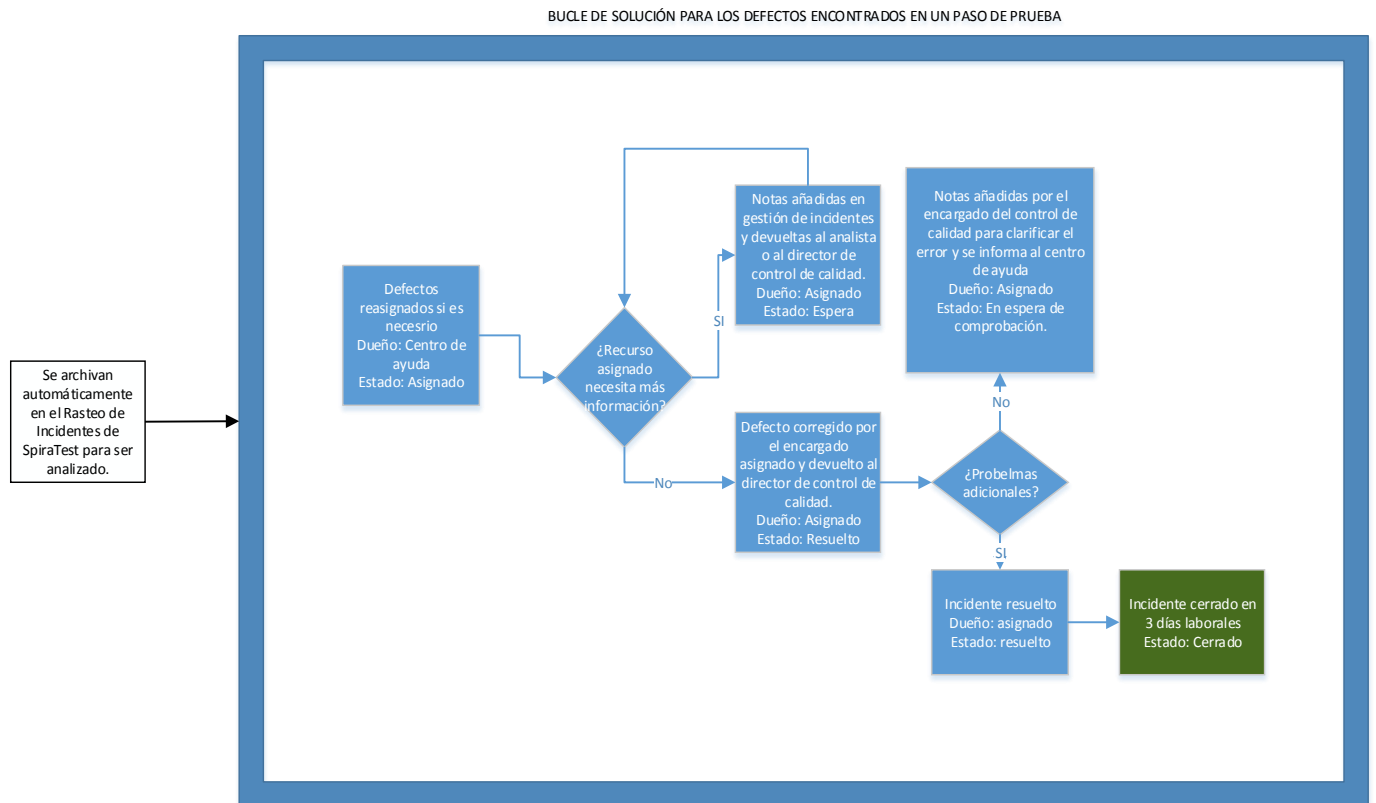 BUCLE DE SOLUCIÓN PARA LOS DEFECTOS ENCONTRADOS EN UN PASO DE PRUEBA
Se archivan
automáticamente
en el Rasteo de
Incidentes de
SpiraTest para ser
analizado.
Defectos
reasignados si es
necesrio
Dueño: Centro de
ayuda
Estado: Asignado
¿Recurso
asignado
necesita más
información?
SI
Notas añadidas en
gestión de incidentes
y devueltas al analista
o al director de
control de calidad.
Dueño: Asignado
Estado: Espera
No
Defecto corregido por
el encargado
asignado y devuelto al
director de control de
calidad.
Dueño: Asignado
Estado: Resuelto
¿Probelmas
adicionales?
No
Notas añadidas por el
encargado del control de
calidad para clarificar el
error y se informa al centro
de ayuda
Dueño: Asignado
Estado: En espera de
comprobación.
SI
Incidente resuelto
Dueño: asignado
Estado: resuelto
Incidente cerrado en
3 días laborales
Estado: Cerrado